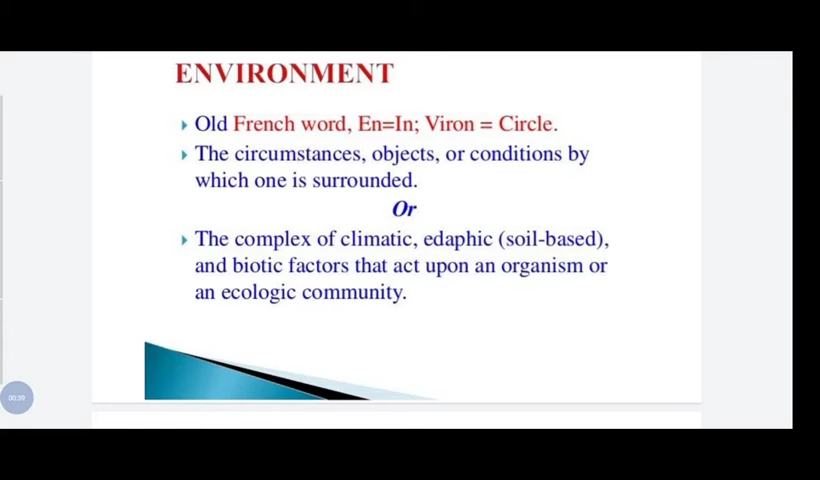 ENVIRONMENT
Old French word, En=In; Viron = Circle.
The circumstances, objects, or conditions by
which one is surrounded.
Or
The complex of climatic, edaphic (soil-based),
and biotic factors that act upon an organism or
an ecologic community.
00:39